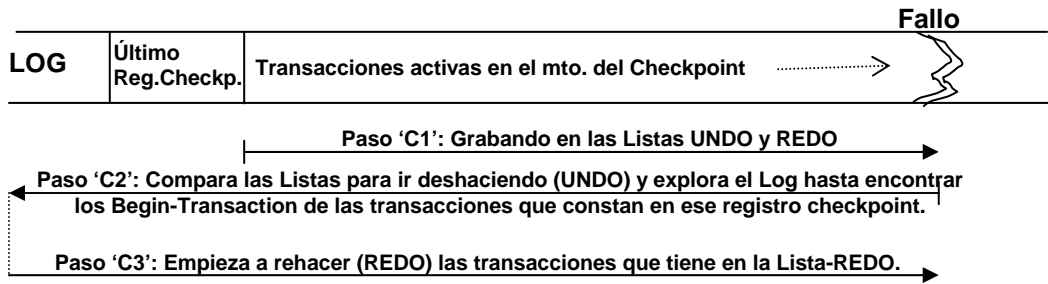 Fallo
LOG
Último
Reg.Checkp.
Transacciones activas en el mto. del Checkpoint
Paso ‘C1’: Grabando en las Listas UNDO y REDO
Paso ‘C2’: Compara las Listas para ir deshaciendo (UNDO) y explora el Log hasta encontrar
los Begin-Transaction de las transacciones que constan en ese registro checkpoint.
Paso ‘C3’: Empieza a rehacer (REDO) las transacciones que tiene en la Lista-REDO.